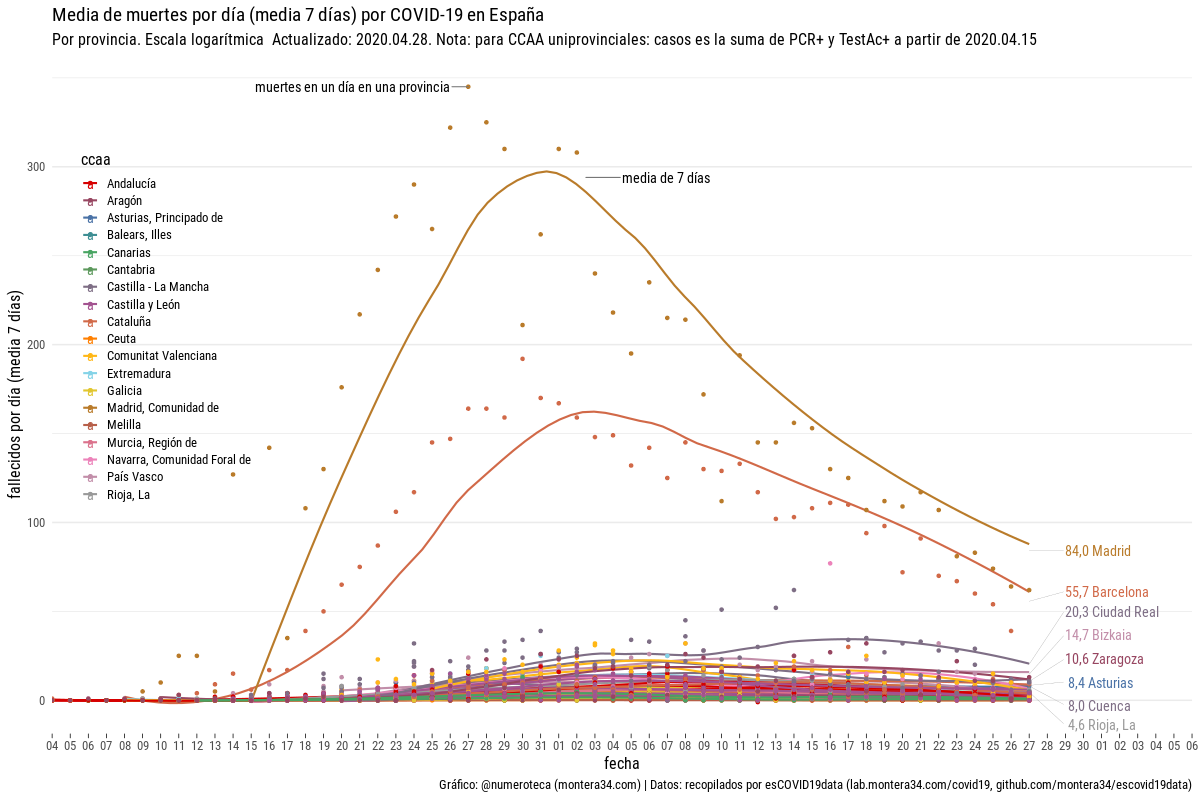 Media de muertes por día (media 7 días) por COVID-19 en España
Por provincia. Escala logarítmica  Actualizado: 2020.04.28. Nota: para CCAA uniprovinciales: casos es la suma de PCR+ y TestAc+ a partir de 2020.04.15
muertes en un día en una provincia
media de 7 días
ccaa
Andalucía
Aragón
Asturias, Principado de
Balears, Illes
Canarias
Cantabria
Castilla - La Mancha
Castilla y León
Cataluña
Ceuta
Comunitat Valenciana
Extremadura
Galicia
Madrid, Comunidad de
Melilla
Murcia, Región de
Navarra, Comunidad Foral de
País Vasco
Rioja, La
fallecidos por día (media 7 días)
300
200
100
0
84,0 Madrid
55,7 Barcelona
20,3 Ciudad Real
14,7 Bizkaia
10,6 Zaragoza
8,4 Asturias
8,0 Cuenca
4,6 Rioja, La
04 05 06 07 08 09 10 11 12 13 14 15 16 17 18 19 20 21 22 23 24 25 26 27 28 29 30 31 01 02 03 04 05 06 07 08 09 10 11 12 13 14 15 16 17 18 19 20 21 22 23 24 25 26 27 28 29 30 01 02 03 04 05 06
fecha
Gráfico: @numeroteca (montera34.com) | Datos: recopilados por esCOVID19data (lab.montera34.com/covid19, github.com/montera34/escovid19data)